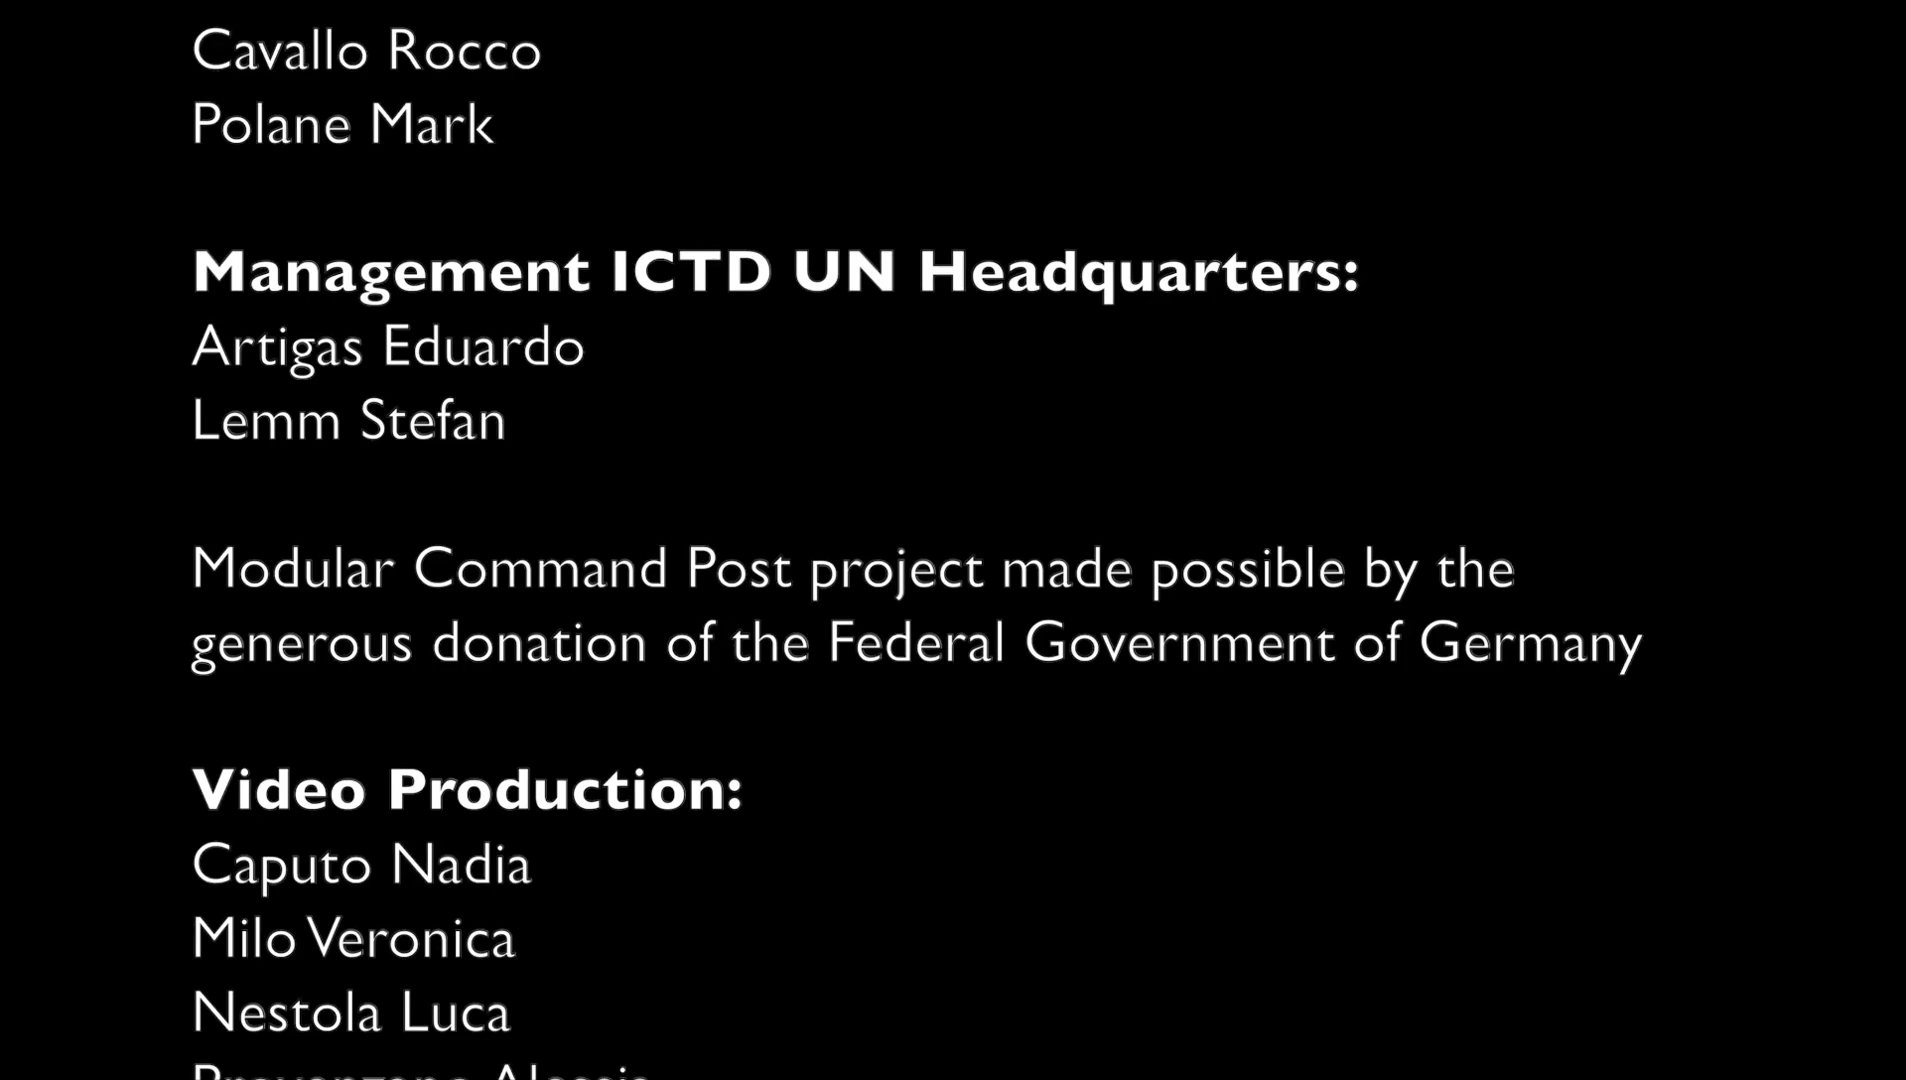 Cavallo Rocco
Polane Mark
Management ICTD UN Headquarters:
Artigas Eduardo
Lemm Stefan
Modular Command Post project made possible by the
generous donation of the Federal Government of Germany
Video Production:
Caputo Nadia
Milo Veronica
Nestola Luca